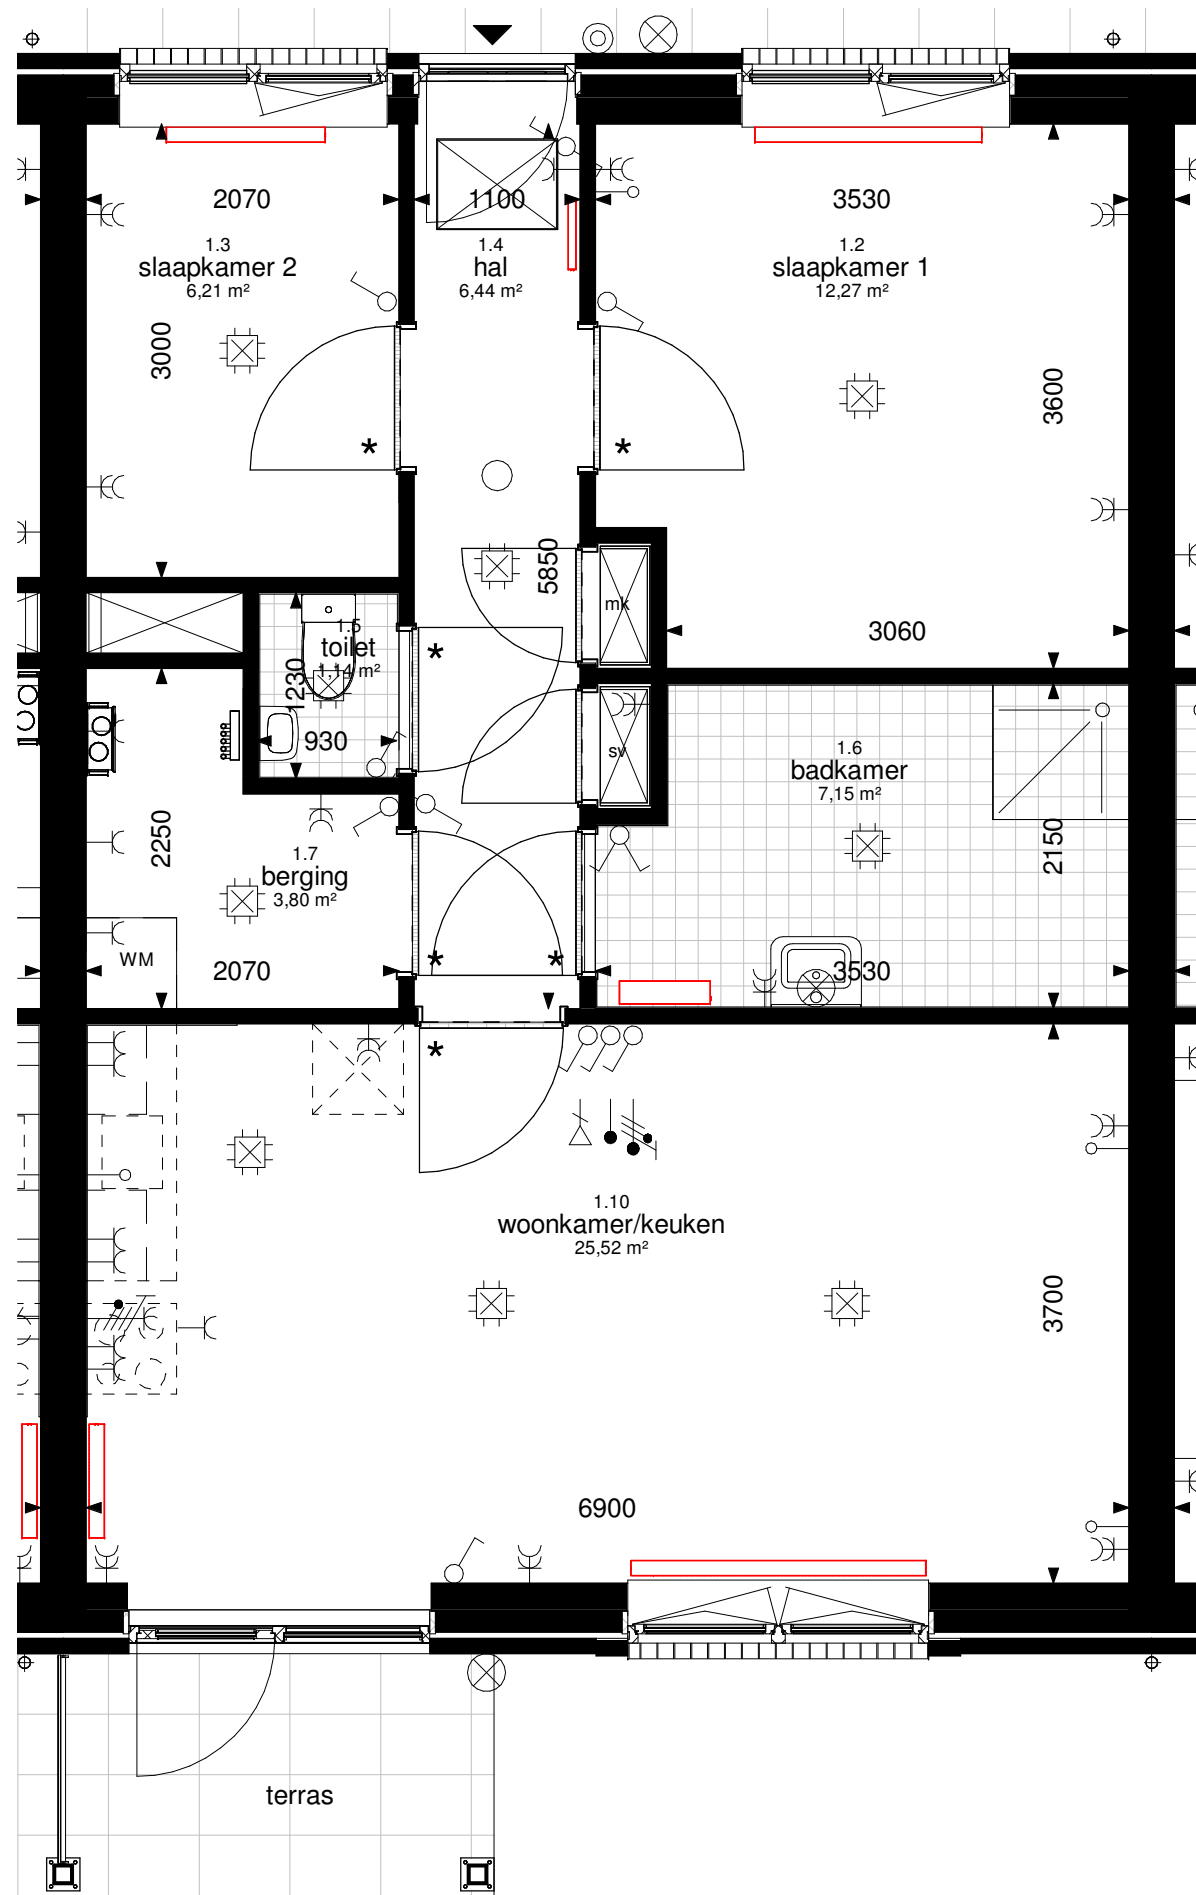 2070
1100
3530
1.3
slaapkamer 2
6,21 m²
1.4
hal
6,44 m²
1.2
slaapkamer 1
12,27 m²
3000
3600
*
*
5850
mk
3060
1.5
toilet
1,14 m²
*
1230
930
sv
1.6
badkamer
7,15 m²
2250
2150
1.7
berging
3,80 m²
WM
2070
*
*
3530
*
1.10
woonkamer/keuken
25,52 m²
3700
6900
terras